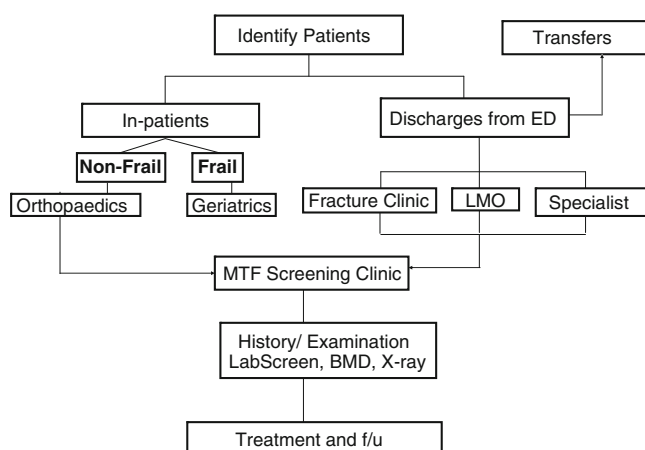 Identify Patients
Transfers
In-patients
Discharges from ED
Non-Frail
Frail
Orthopaedics
Geriatrics
Fracture Clinic
LMO
Specialist
MTF Screening Clinic
History/ Examination
LabScreen, BMD, X-ray
Treatment and f/u